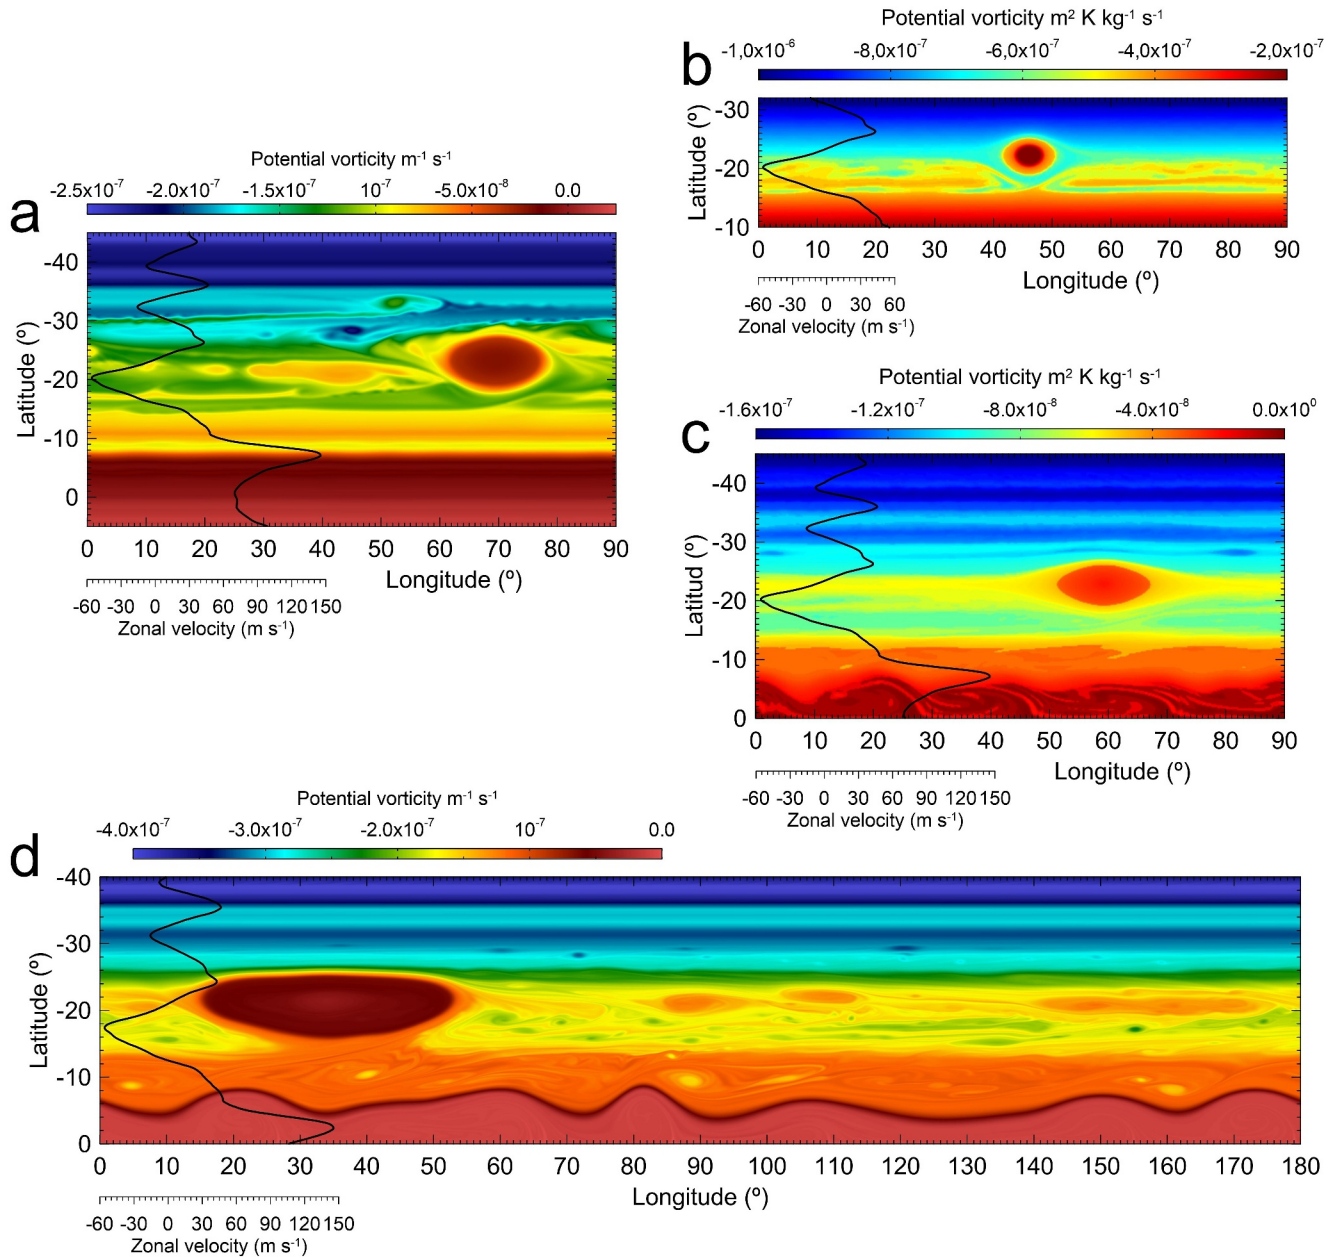 a
Potential vorticity m⁻¹ s⁻¹
-2.5x10⁻⁷ -2.0x10⁻⁷ -1.5x10⁻⁷ 10⁻⁷ -5.0x10⁻⁸ 0.0
Latitude (º)
-40
-30
-20
-10
0
0 10 20 30 40 50 60 70 80 90
Longitude (º)
-60 -30 0 30 60 90 120 150
Zonal velocity (m s⁻¹)
b
Potential vorticity m² K kg⁻¹ s⁻¹
-1,0x10⁻⁶ -8,0x10⁻⁷ -6,0x10⁻⁷ -4,0x10⁻⁷ -2,0x10⁻⁷
Latitude (º)
-30
-20
-10
0 10 20 30 40 50 60 70 80 90
Longitude (º)
-60 -30 0 30 60
Zonal velocity (m s⁻¹)
c
Potential vorticity m² K kg⁻¹ s⁻¹
-1.6x10⁻⁷ -1.2x10⁻⁷ -8.0x10⁻⁸ -4.0x10⁻⁸ 0.0x10⁰
Latitud (º)
-40
-30
-20
-10
0
0 10 20 30 40 50 60 70 80 90
Longitude (º)
-60 -30 0 30 60 90 120 150
Zonal velocity (m s⁻¹)
d
Potential vorticity m⁻¹ s⁻¹
-4.0x10⁻⁷ -3.0x10⁻⁷ -2.0x10⁻⁷ 10⁻⁷ 0.0
Latitude (º)
-40
-30
-20
-10
0
0 10 20 30 40 50 60 70 80 90 100 110 120 130 140 150 160 170 180
Longitude (º)
-60 -30 0 30 60 90 120 150
Zonal velocity (m s⁻¹)